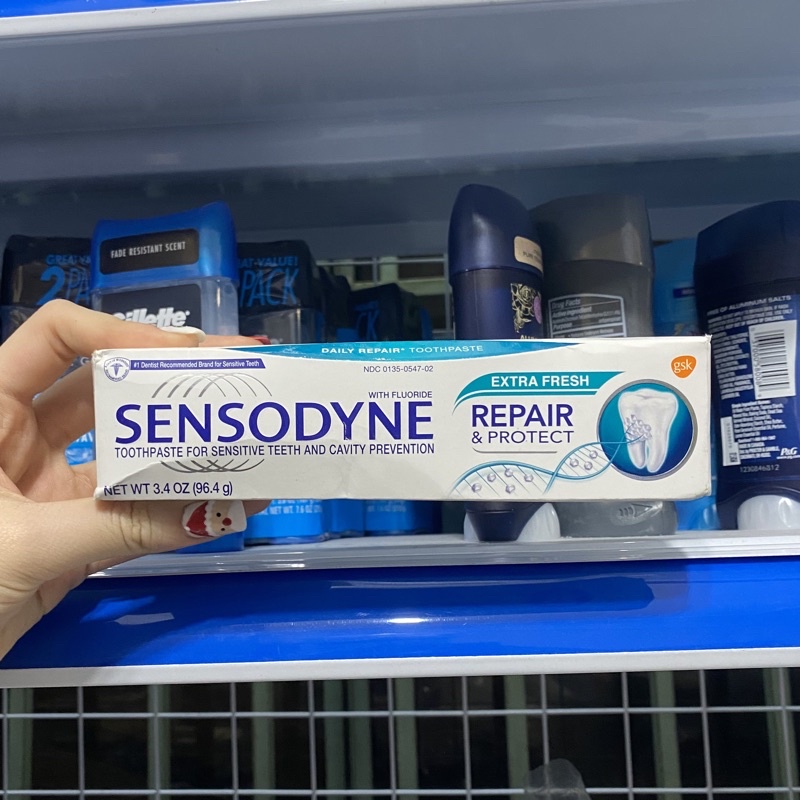 FADE RESISTANT SCENT
Gillette
2 PACK
Drug Facts
DAILY REPAIR* TOOTHPASTE
#1 Dentist Recommended Brand for Sensitive Teeth
NDC 0135-0547-02
gsk
WITH FLUORIDE
EXTRA FRESH
SENSODYNE
REPAIR
& PROTECT
TOOTHPASTE FOR SENSITIVE TEETH AND CAVITY PREVENTION
NET WT 3.4 OZ (96.4 g)
P&G